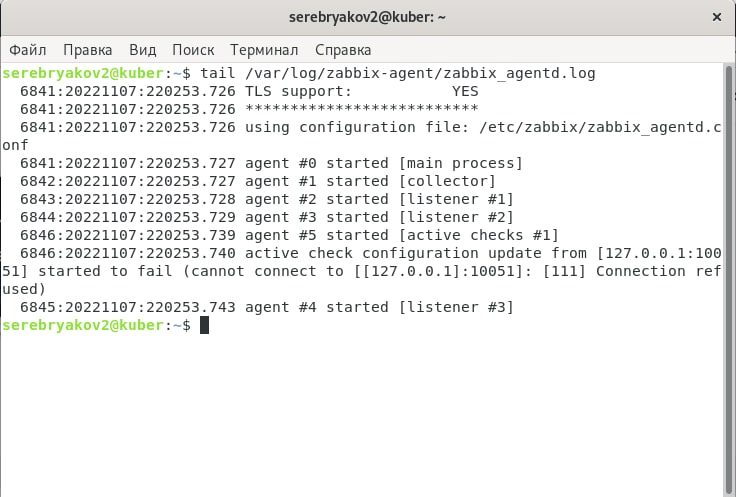 serebryakov2@kuber: ~
×
Файл Правка Вид Поиск Терминал Справка
serebryakov2@kuber:~$ tail /var/log/zabbix-agent/zabbix_agentd.log
  6841:20221107:220253.726 TLS support:           YES
  6841:20221107:220253.726 **************************
  6841:20221107:220253.726 using configuration file: /etc/zabbix/zabbix_agentd.c
onf
  6841:20221107:220253.727 agent #0 started [main process]
  6842:20221107:220253.727 agent #1 started [collector]
  6843:20221107:220253.728 agent #2 started [listener #1]
  6844:20221107:220253.729 agent #3 started [listener #2]
  6846:20221107:220253.739 agent #5 started [active checks #1]
  6846:20221107:220253.740 active check configuration update from [127.0.0.1:100
51] started to fail (cannot connect to [[127.0.0.1]:10051]: [111] Connection ref
used)
  6845:20221107:220253.743 agent #4 started [listener #3]
serebryakov2@kuber:~$